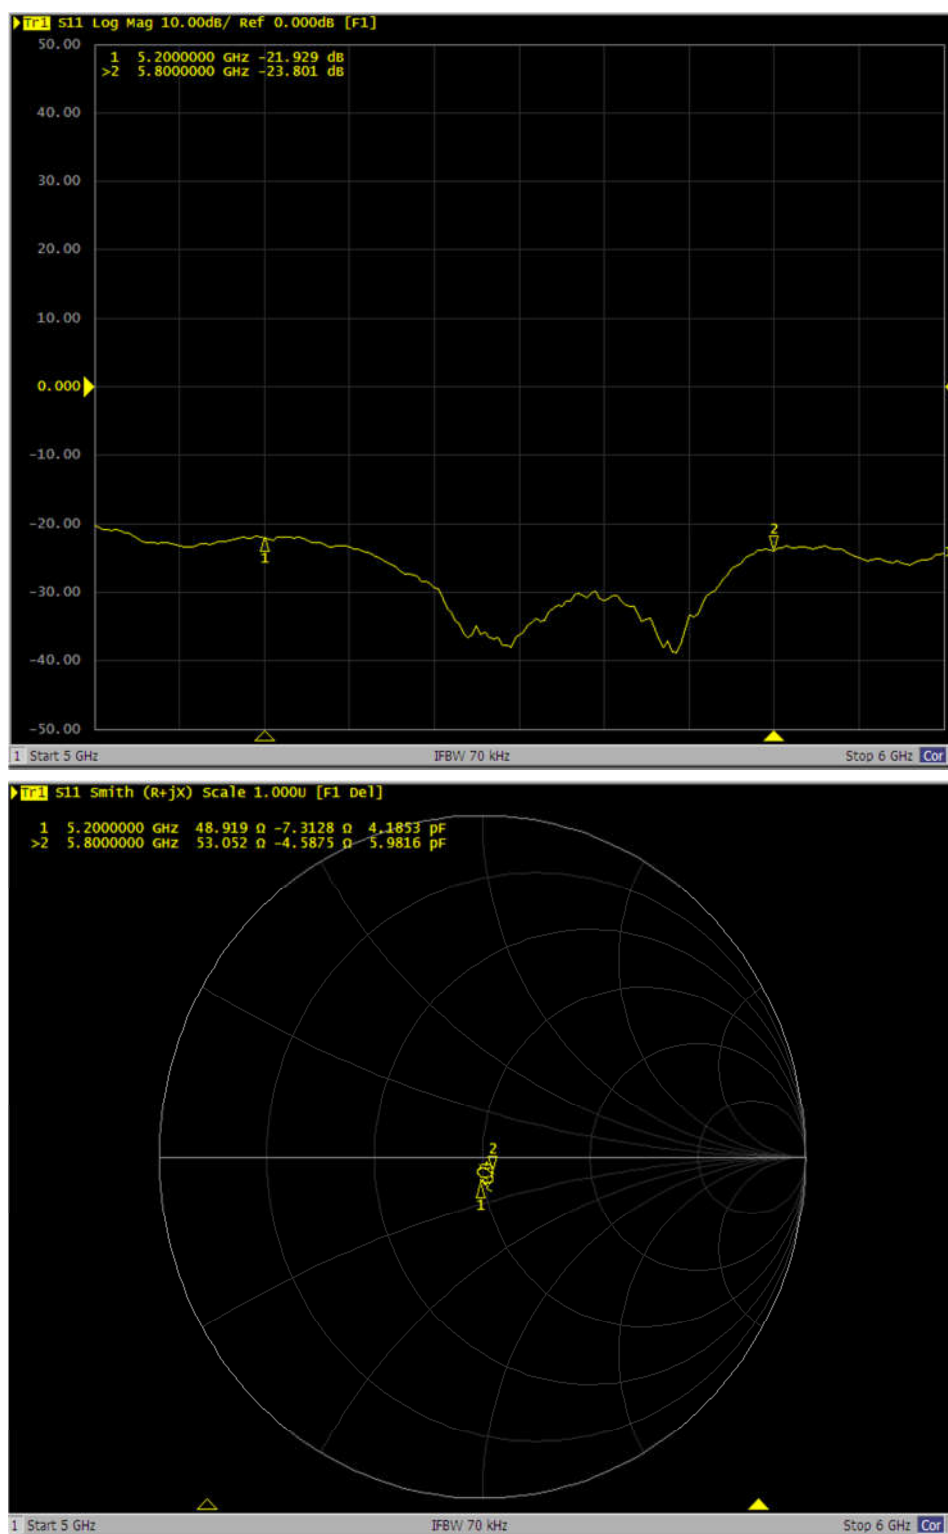 Tr1 S11 Log Mag 10.00dB/ Ref 0.000dB [F1]
50.00
1 5.2000000 GHz -21.929 dB
>2 5.8000000 GHz -23.801 dB
40.00
30.00
20.00
10.00
0.000
-10.00
-20.00
2
1
-30.00
-40.00
-50.00
1 Start 5 GHz IFBW 70 kHz Stop 6 GHz Cor
Tr1 S11 Smith (R+jX) Scale 1.000U [F1 Del]
1 5.2000000 GHz 48.919 Ω -7.3128 Ω 4.1853 pF
>2 5.8000000 GHz 53.052 Ω -4.5875 Ω 5.9816 pF
2
1
1 Start 5 GHz IFBW 70 kHz Stop 6 GHz Cor